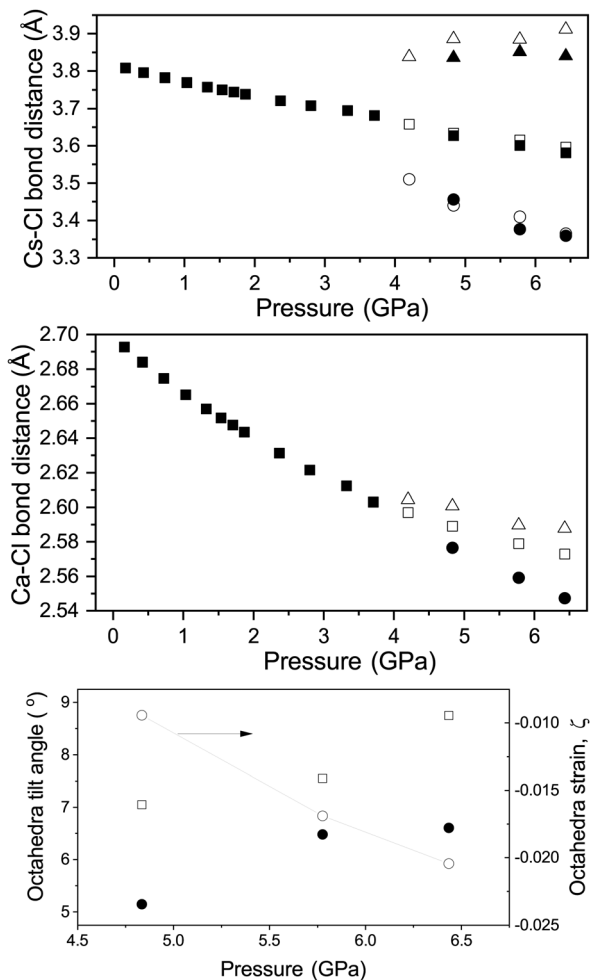 Cs-Cl bond distance (Å)
3.9
3.8
3.7
3.6
3.5
3.4
3.3
0 1 2 3 4 5 6
Pressure (GPa)
Ca-Cl bond distance (Å)
2.70
2.68
2.66
2.64
2.62
2.60
2.58
2.56
2.54
0 1 2 3 4 5 6
Pressure (GPa)
Octahedra tilt angle ( º)
9
8
7
6
5
4.5 5.0 5.5 6.0 6.5
Pressure (GPa)
-0.010
-0.015
-0.020
-0.025
Octahedra strain, ζ